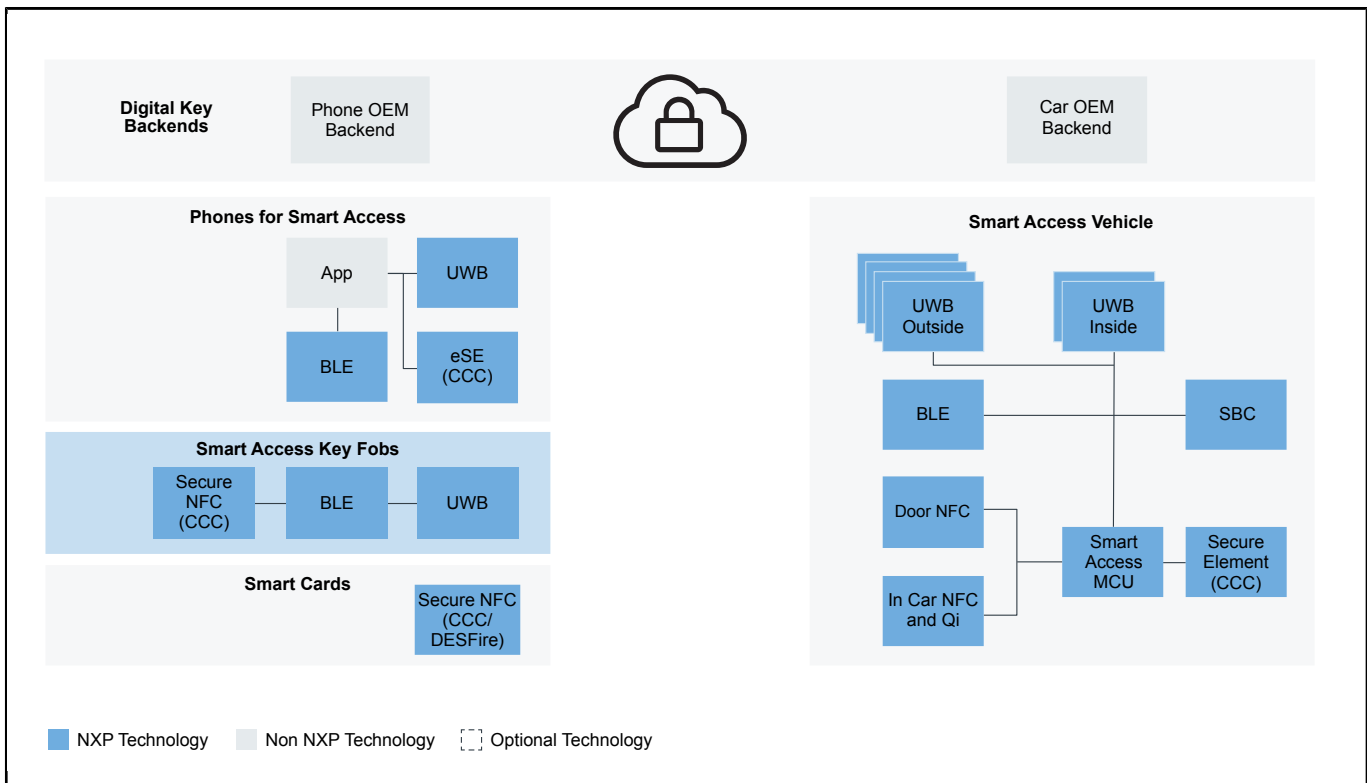 Digital Key
Backends
Phone OEM
Backend
Car OEM
Backend
Phones for Smart Access
App
UWB
BLE
eSE
(CCC)
Smart Access Key Fobs
Secure
NFC
(CCC)
BLE
UWB
Smart Cards
Secure NFC
(CCC/
DESFire)
Smart Access Vehicle
UWB
Outside
UWB
Inside
BLE
SBC
Door NFC
In Car NFC
and Qi
Smart
Access
MCU
Secure
Element
(CCC)
NXP Technology
Non NXP Technology
Optional Technology